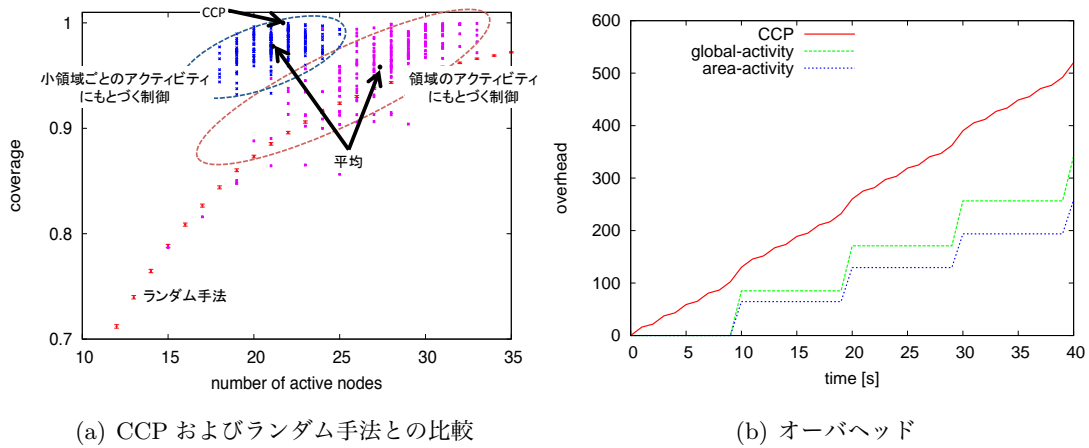 CCP
1
小領域ごとのアクティビティ
にもとづく制御
領域のアクティビティ
にもとづく制御
0.9
平均
coverage
0.8
ランダム手法
0.7
10 15 20 25 30 35
number of active nodes
(a) CCP およびランダム手法との比較
600
CCP
global-activity
area-activity
500
400
300
overhead
200
100
0
0 5 10 15 20 25 30 35 40
time [s]
(b) オーバヘッド